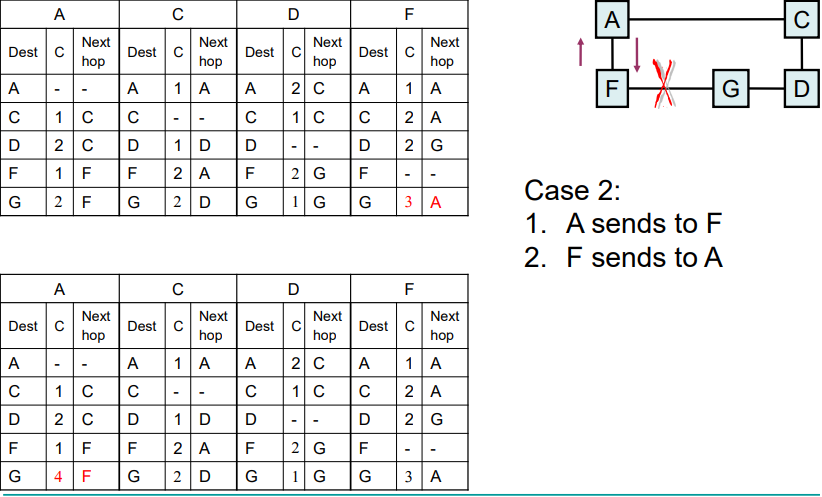 A C D F
Dest C Next hop Dest C Next hop Dest C Next hop Dest C Next hop
A - - A 1 A A 2 C A 1 A
C 1 C C - - C 1 C C 2 A
D 2 C D 1 D D - - D 2 G
F 1 F F 2 A F 2 G F - -
G 2 F G 2 D G 1 G G 3 A
A C
F G D
Case 2:
1. A sends to F
2. F sends to A
A C D F
Dest C Next hop Dest C Next hop Dest C Next hop Dest C Next hop
A - - A 1 A A 2 C A 1 A
C 1 C C - - C 1 C C 2 A
D 2 C D 1 D D - - D 2 G
F 1 F F 2 A F 2 G F - -
G 4 F G 2 D G 1 G G 3 A